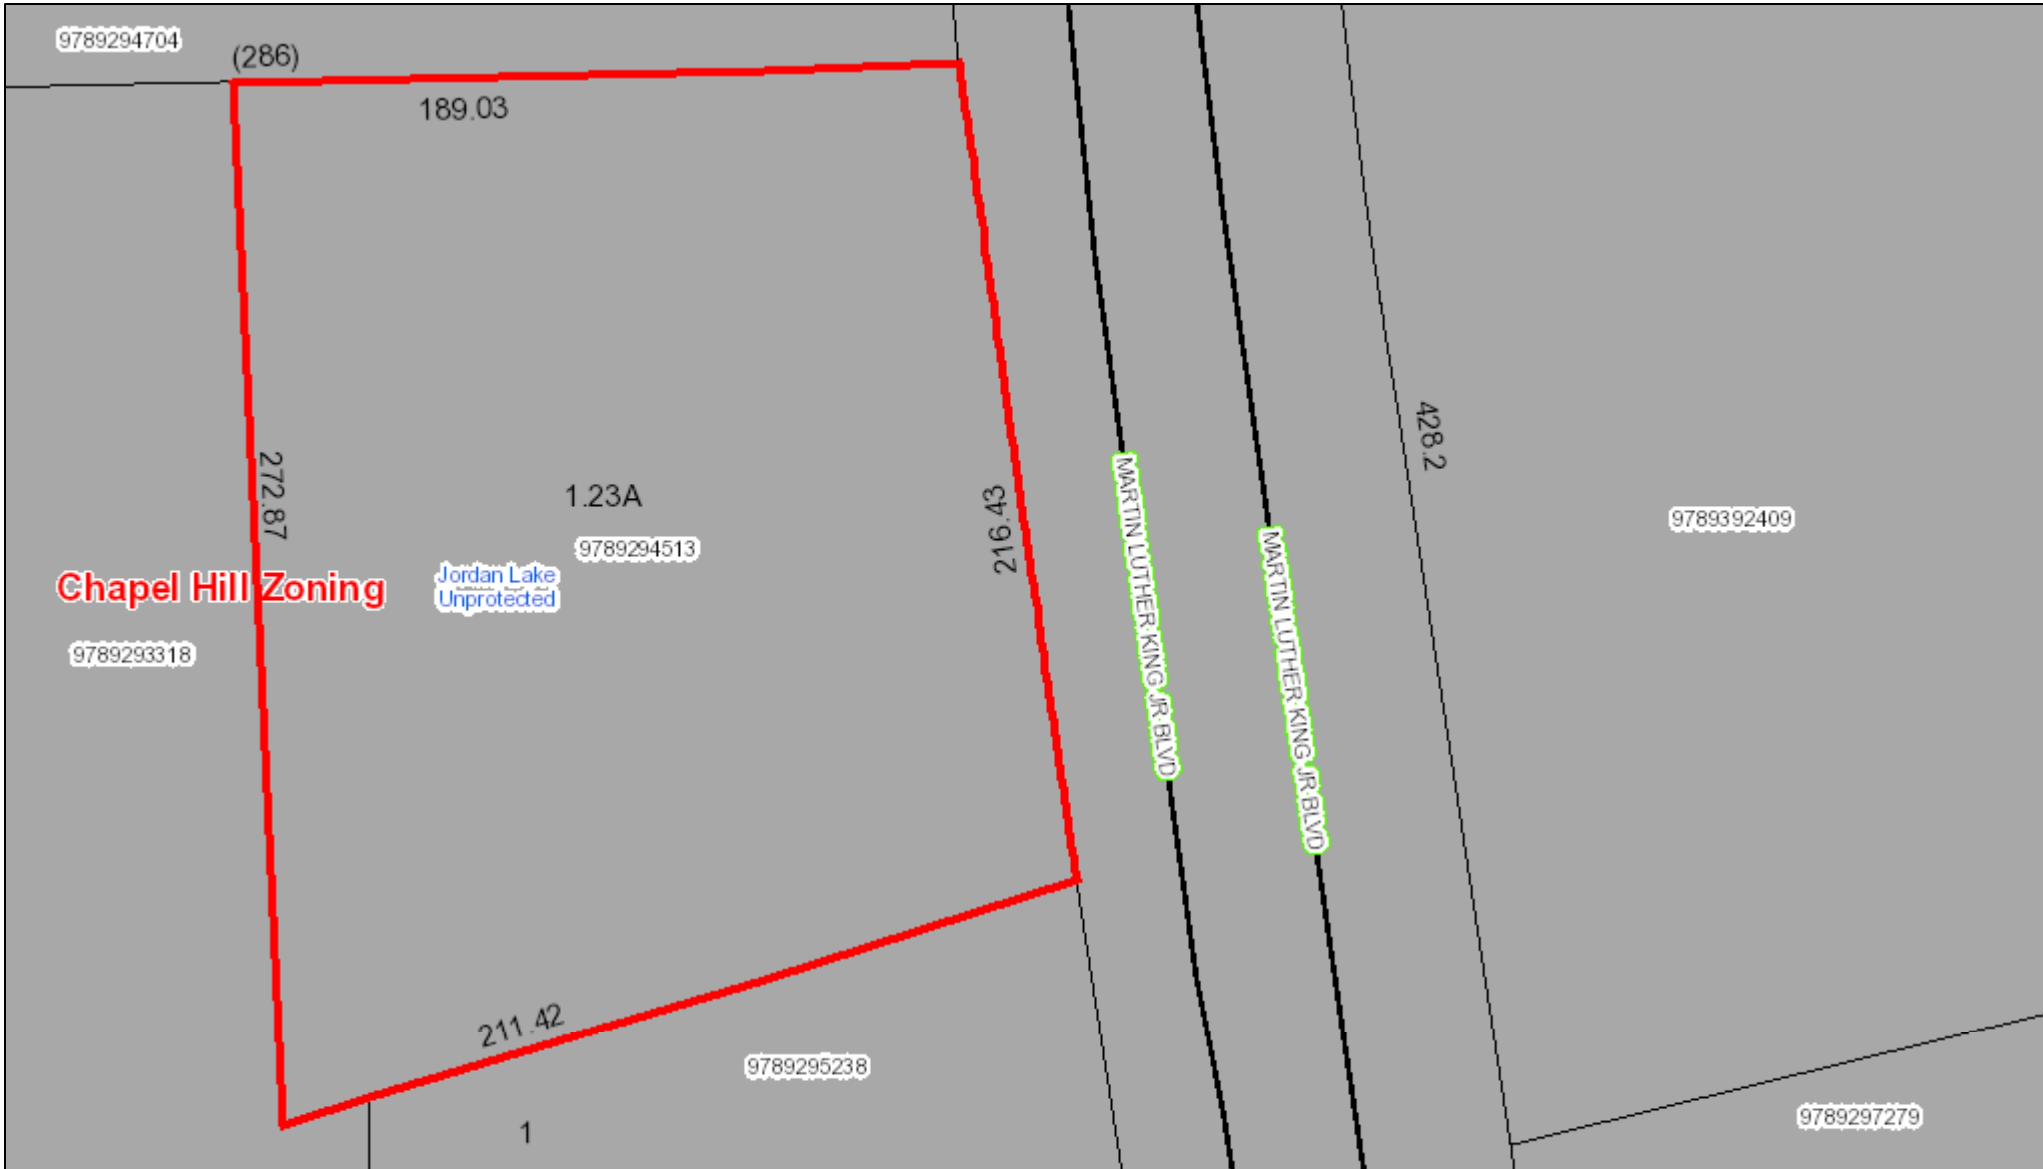 9789294704
(286)
189.03
272.87
1.23A
9789294513
Jordan Lake
Unprotected
Chapel Hill Zoning
9789293318
216.43
MARTIN LUTHER KING JR BLVD
MARTIN LUTHER KING JR BLVD
428.2
9789392409
211.42
9789295238
1
9789297279